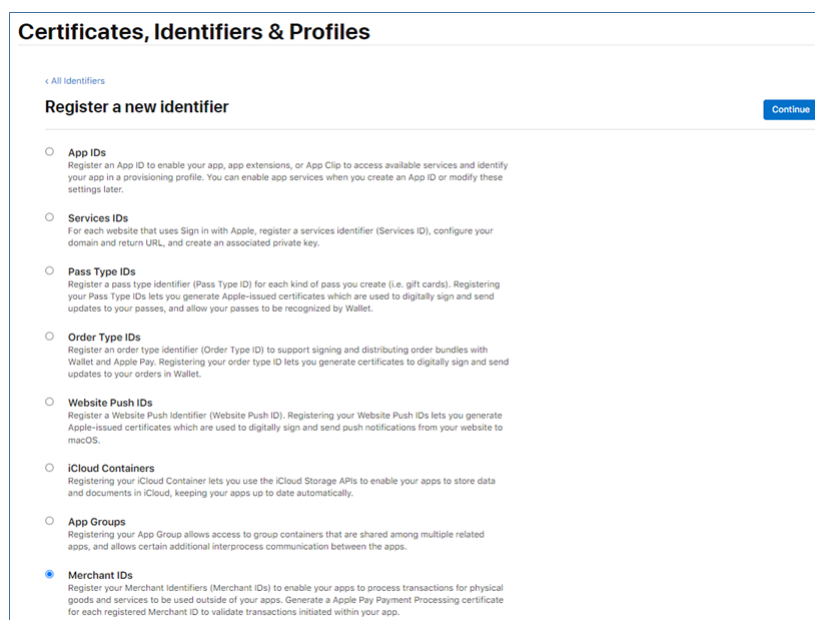 Certificates, Identifiers & Profiles
‹ All Identifiers
Register a new identifier
Continue
App IDs
Register an App ID to enable your app, app extensions, or App Clip to access available services and identify
your app in a provisioning profile. You can enable app services when you create an App ID or modify these
settings later.
Services IDs
For each website that uses Sign in with Apple, register a services identifier (Services ID), configure your
domain and return URL, and create an associated private key.
Pass Type IDs
Register a pass type identifier (Pass Type ID) for each kind of pass you create (i.e. gift cards). Registering
your Pass Type IDs lets you generate Apple-issued certificates which are used to digitally sign and send
updates to your passes, and allow your passes to be recognized by Wallet.
Order Type IDs
Register an order type identifier (Order Type ID) to support signing and distributing order bundles with
Wallet and Apple Pay. Registering your order type ID lets you generate certificates to digitally sign and send
updates to your orders in Wallet.
Website Push IDs
Register a Website Push Identifier (Website Push ID). Registering your Website Push IDs lets you generate
Apple-issued certificates which are used to digitally sign and send push notifications from your website to
macOS.
iCloud Containers
Registering your iCloud Container lets you use the iCloud Storage APIs to enable your apps to store data
and documents in iCloud, keeping your apps up to date automatically.
App Groups
Registering your App Group allows access to group containers that are shared among multiple related
apps, and allows certain additional interprocess communication between the apps.
Merchant IDs
Register your Merchant Identifiers (Merchant IDs) to enable your apps to process transactions for physical
goods and services to be used outside of your apps. Generate a Apple Pay Payment Processing certificate
for each registered Merchant ID to validate transactions initiated within your app.